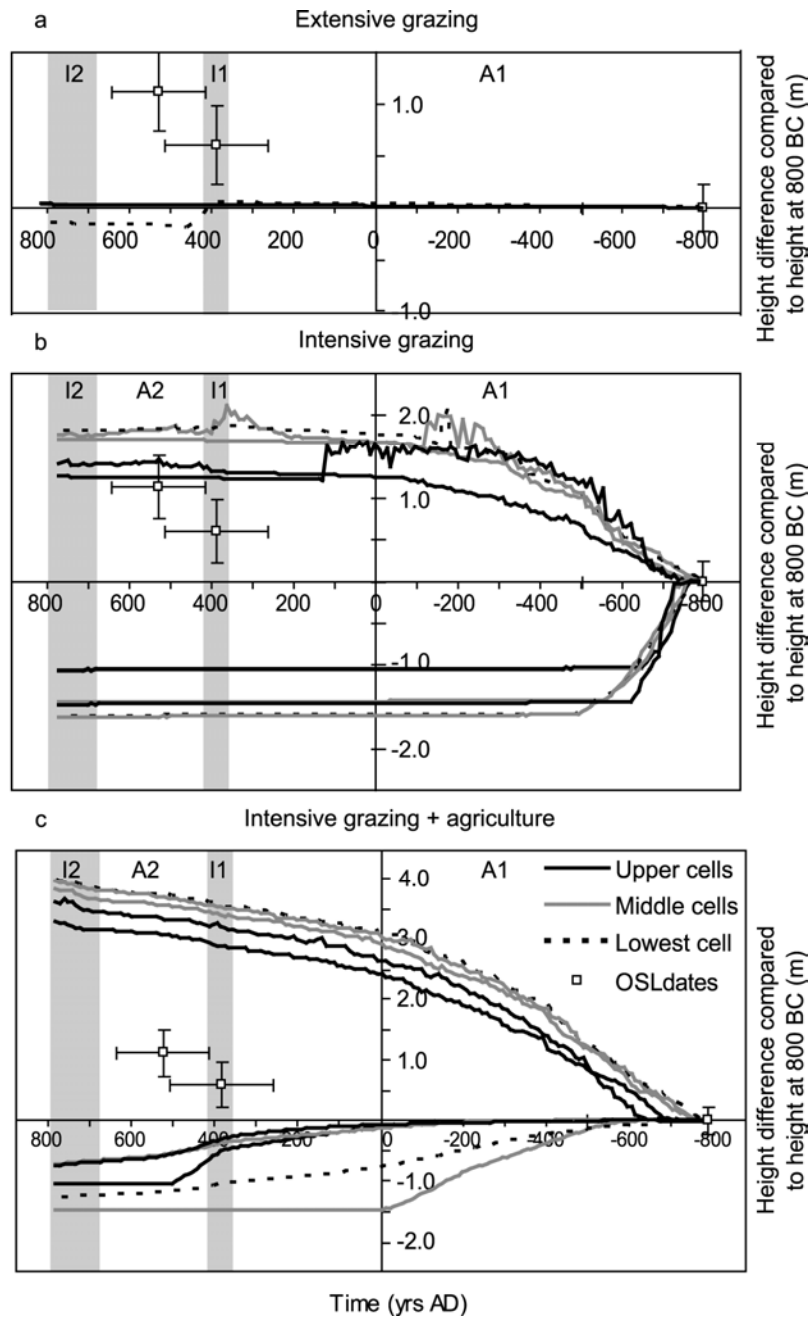 a
Extensive grazing
I2
I1
A1
1.0
800
600
400
200
0
-200
-400
-600
-800
-1.0
Height difference compared
to height at 800 BC (m)
b
Intensive grazing
I2
A2
I1
A1
2.0
1.0
800
600
400
200
0
-200
-400
-600
-800
-1.0
-2.0
Height difference compared
to height at 800 BC (m)
c
Intensive grazing + agriculture
I2
A2
I1
A1
4.0
3.0
2.0
1.0
Upper cells
Middle cells
Lowest cell
OSLdates
800
600
400
200
0
-200
-400
-600
-800
-1.0
-2.0
Height difference compared
to height at 800 BC (m)
Time (yrs AD)